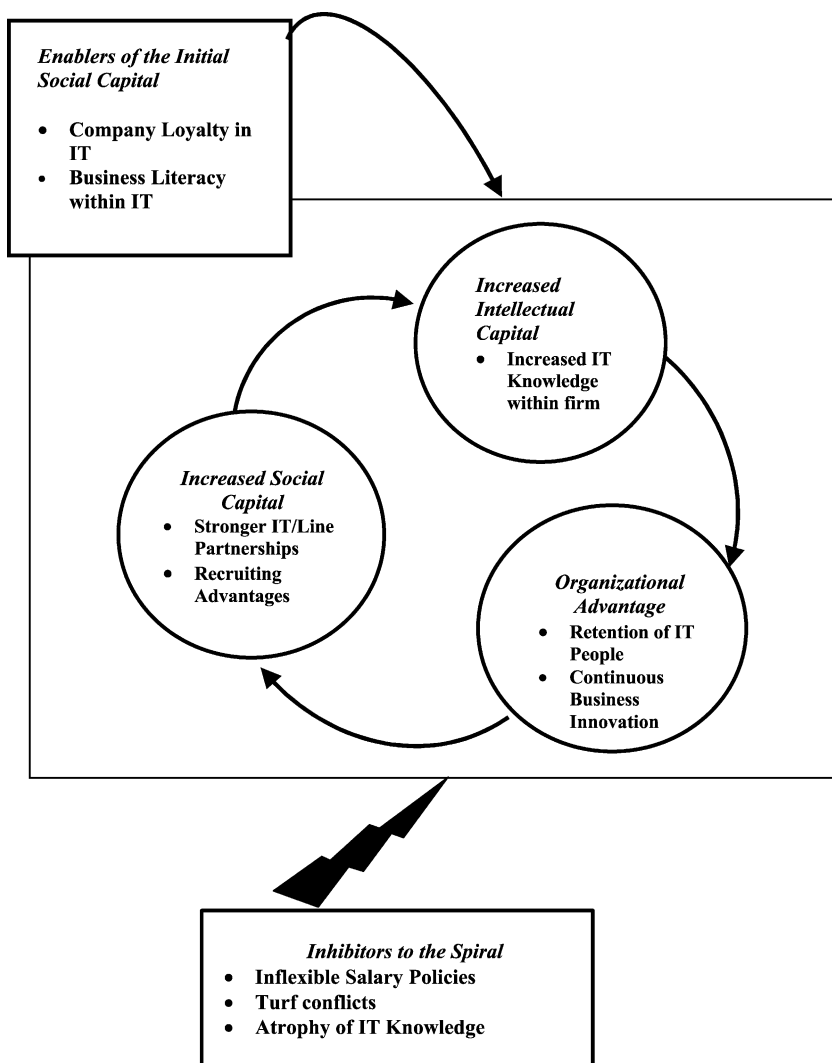 Enablers of the Initial
Social Capital
• Company Loyalty in
IT
• Business Literacy
within IT
Increased
Intellectual
Capital
• Increased IT
Knowledge
within firm
Increased Social
Capital
• Stronger IT/Line
Partnerships
• Recruiting
Advantages
Organizational
Advantage
• Retention of IT
People
• Continuous
Business
Innovation
Inhibitors to the Spiral
• Inflexible Salary Policies
• Turf conflicts
• Atrophy of IT Knowledge